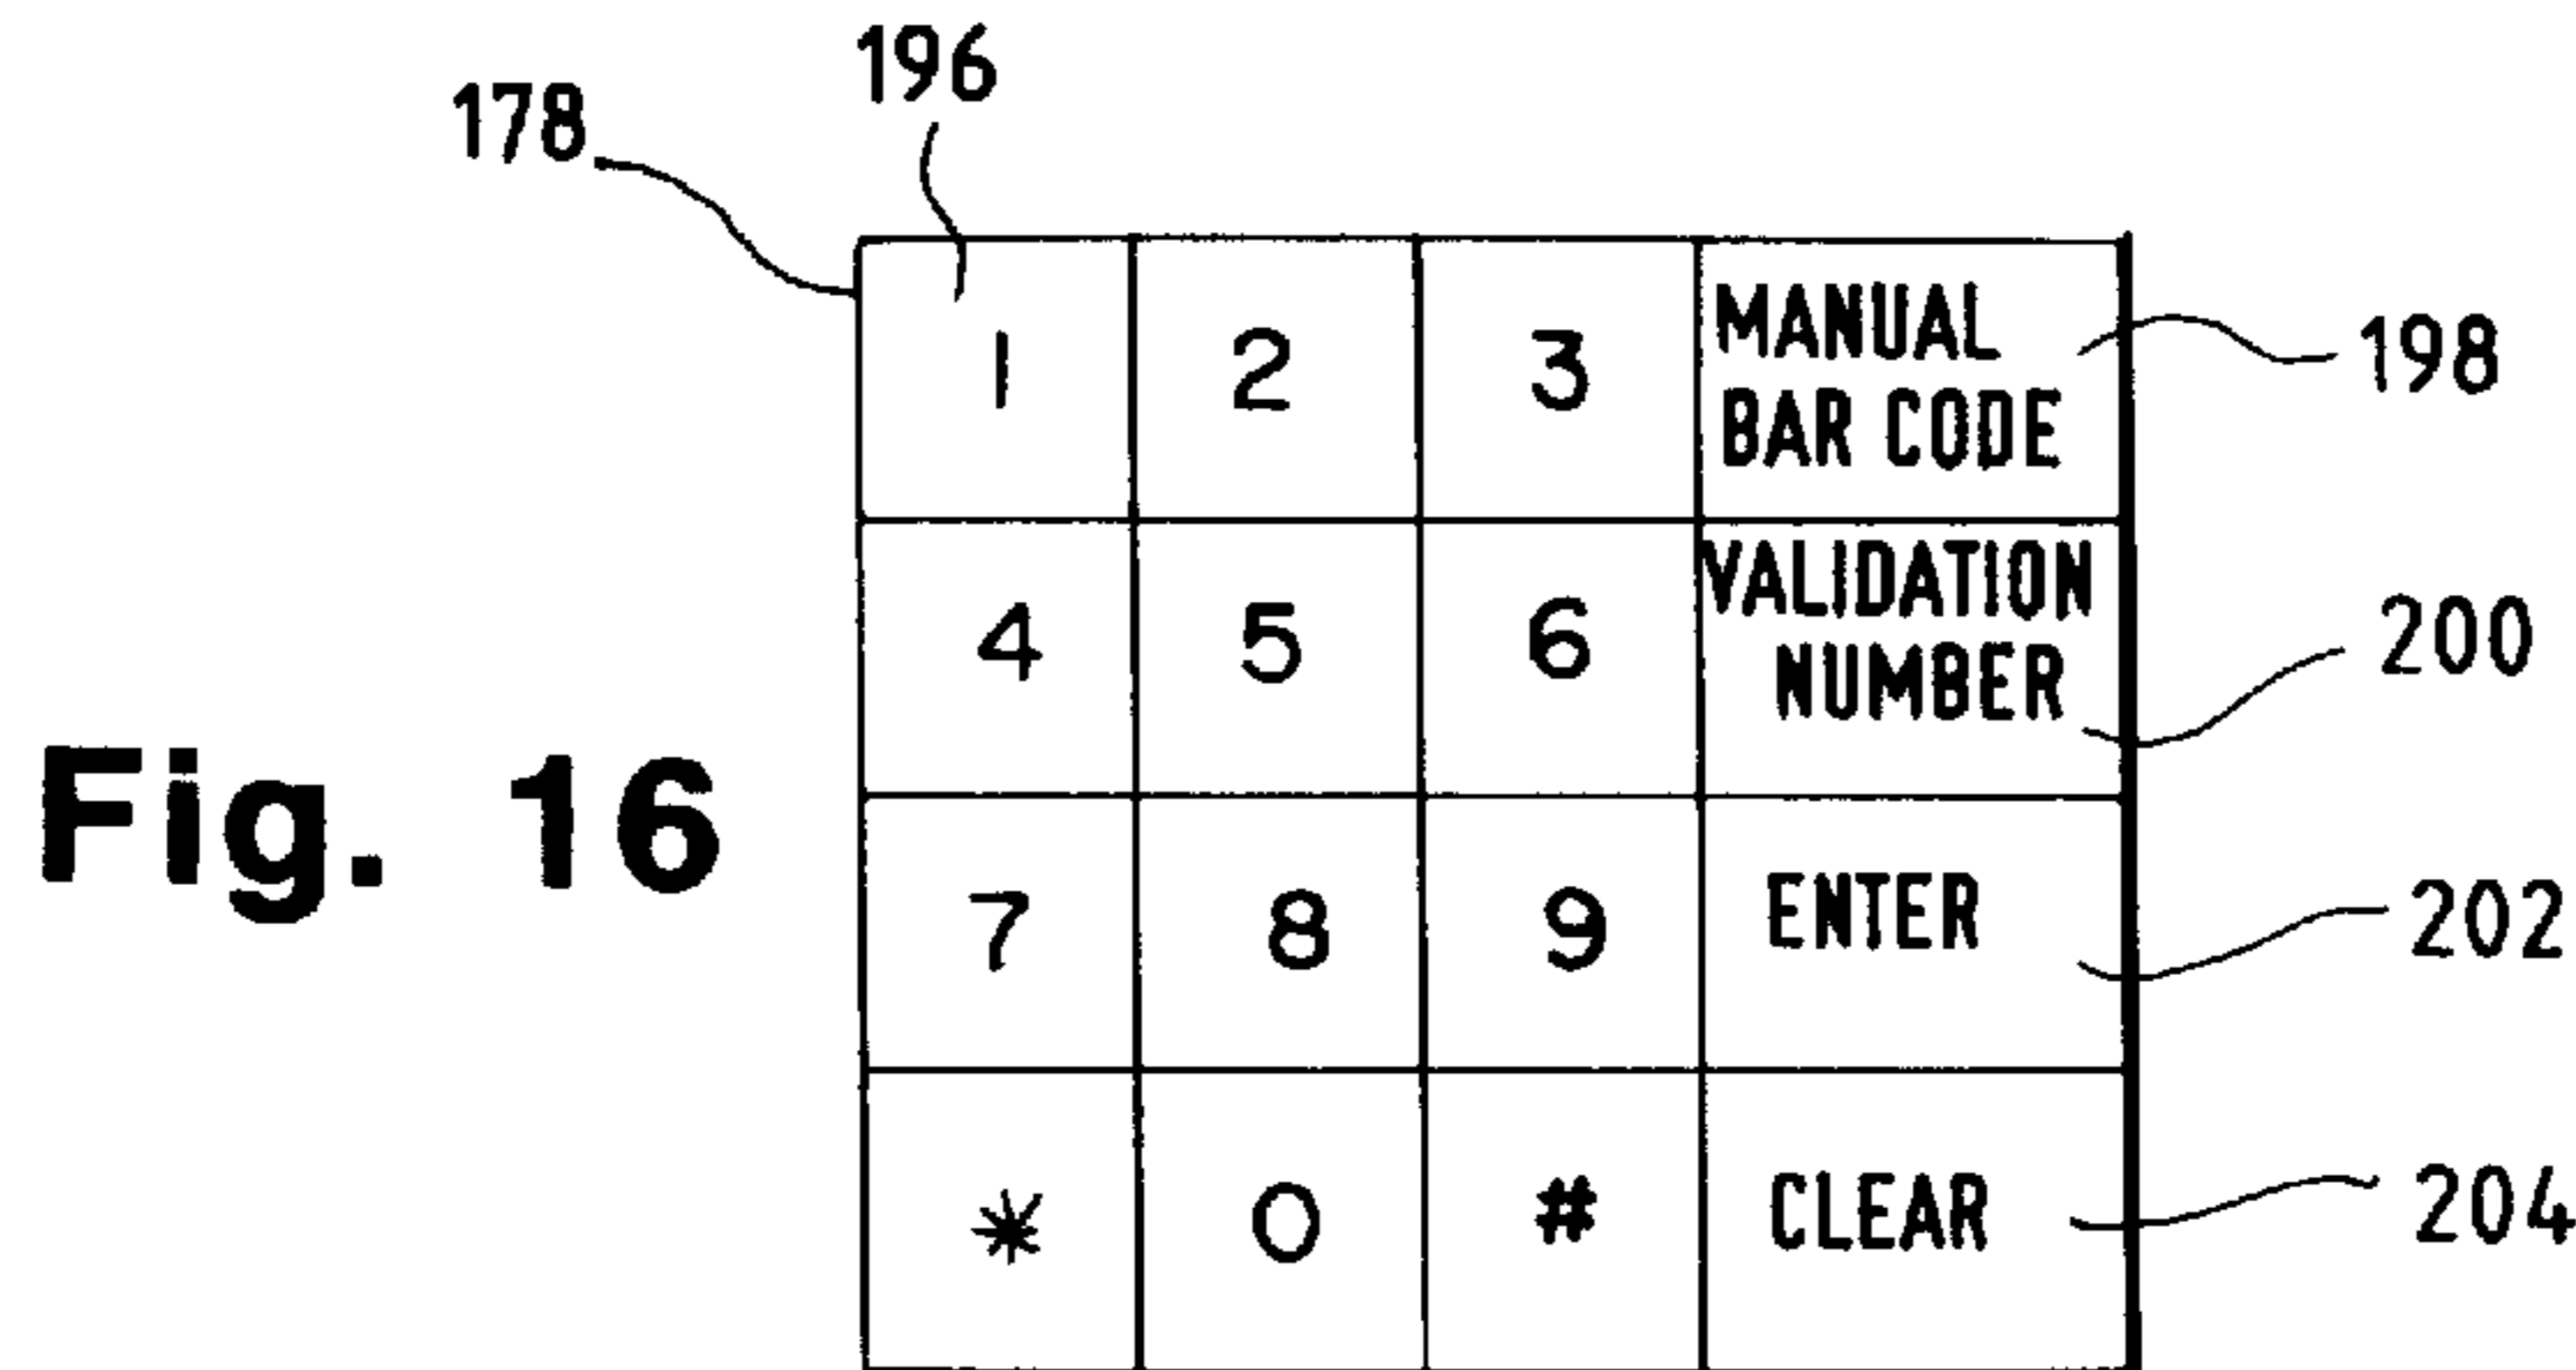 196
178
1 2 3 MANUAL
BAR CODE
198
4 5 6 VALIDATION
NUMBER
200
Fig. 16
7 8 9 ENTER
202
* 0 # CLEAR
204